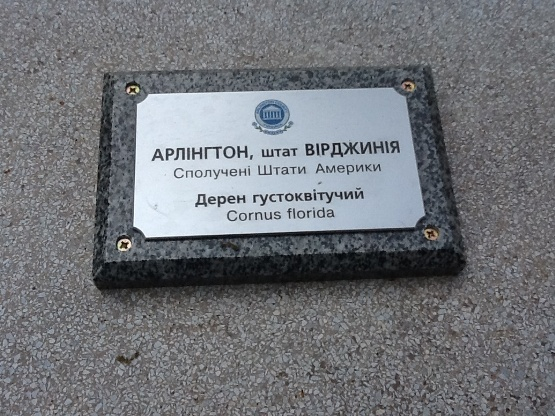 АРЛІНГТОН, штат ВІРДЖИНІЯ
Сполучені Штати Америки
Дерен густоквітучий
Cornus florida